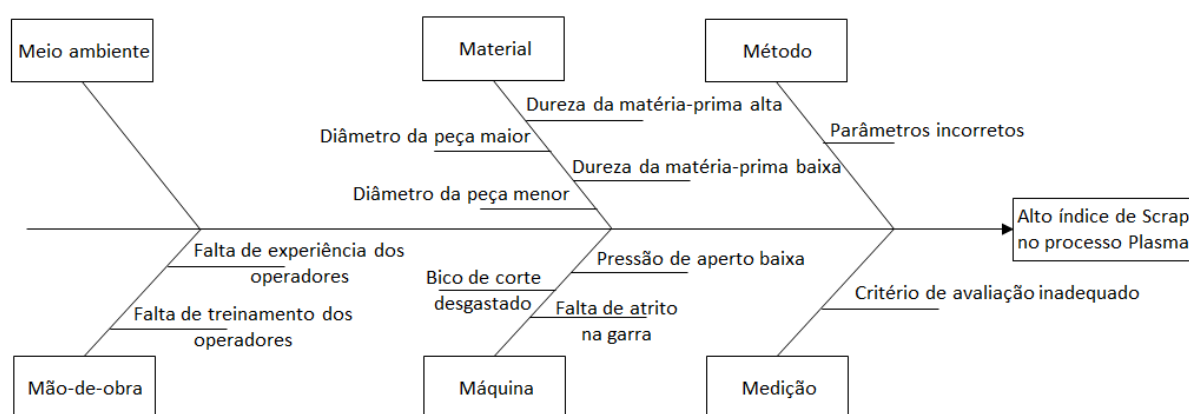 Meio ambiente
Material
Método
Dureza da matéria-prima alta
Diâmetro da peça maior
Parâmetros incorretos
Dureza da matéria-prima baixa
Diâmetro da peça menor
Alto índice de Scrap
no processo Plasma
Falta de experiência dos
operadores
Pressão de aperto baixa
Bico de corte
desgastado
Critério de avaliação inadequado
Falta de treinamento dos
operadores
Falta de atrito
na garra
Mão-de-obra
Máquina
Medição